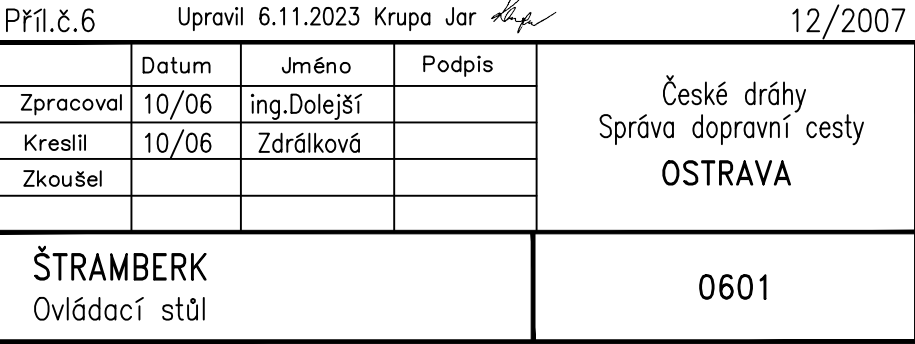 Příl.č.6 Upravil 6.11.2023 Krupa Jar Krupa 12/2007
Datum Jméno Podpis
Zpracoval 10/06 ing.Dolejší
Kreslil 10/06 Zdrálková
Zkoušel
České dráhy
Správa dopravní cesty
OSTRAVA
ŠTRAMBERK
Ovládací stůl
0601